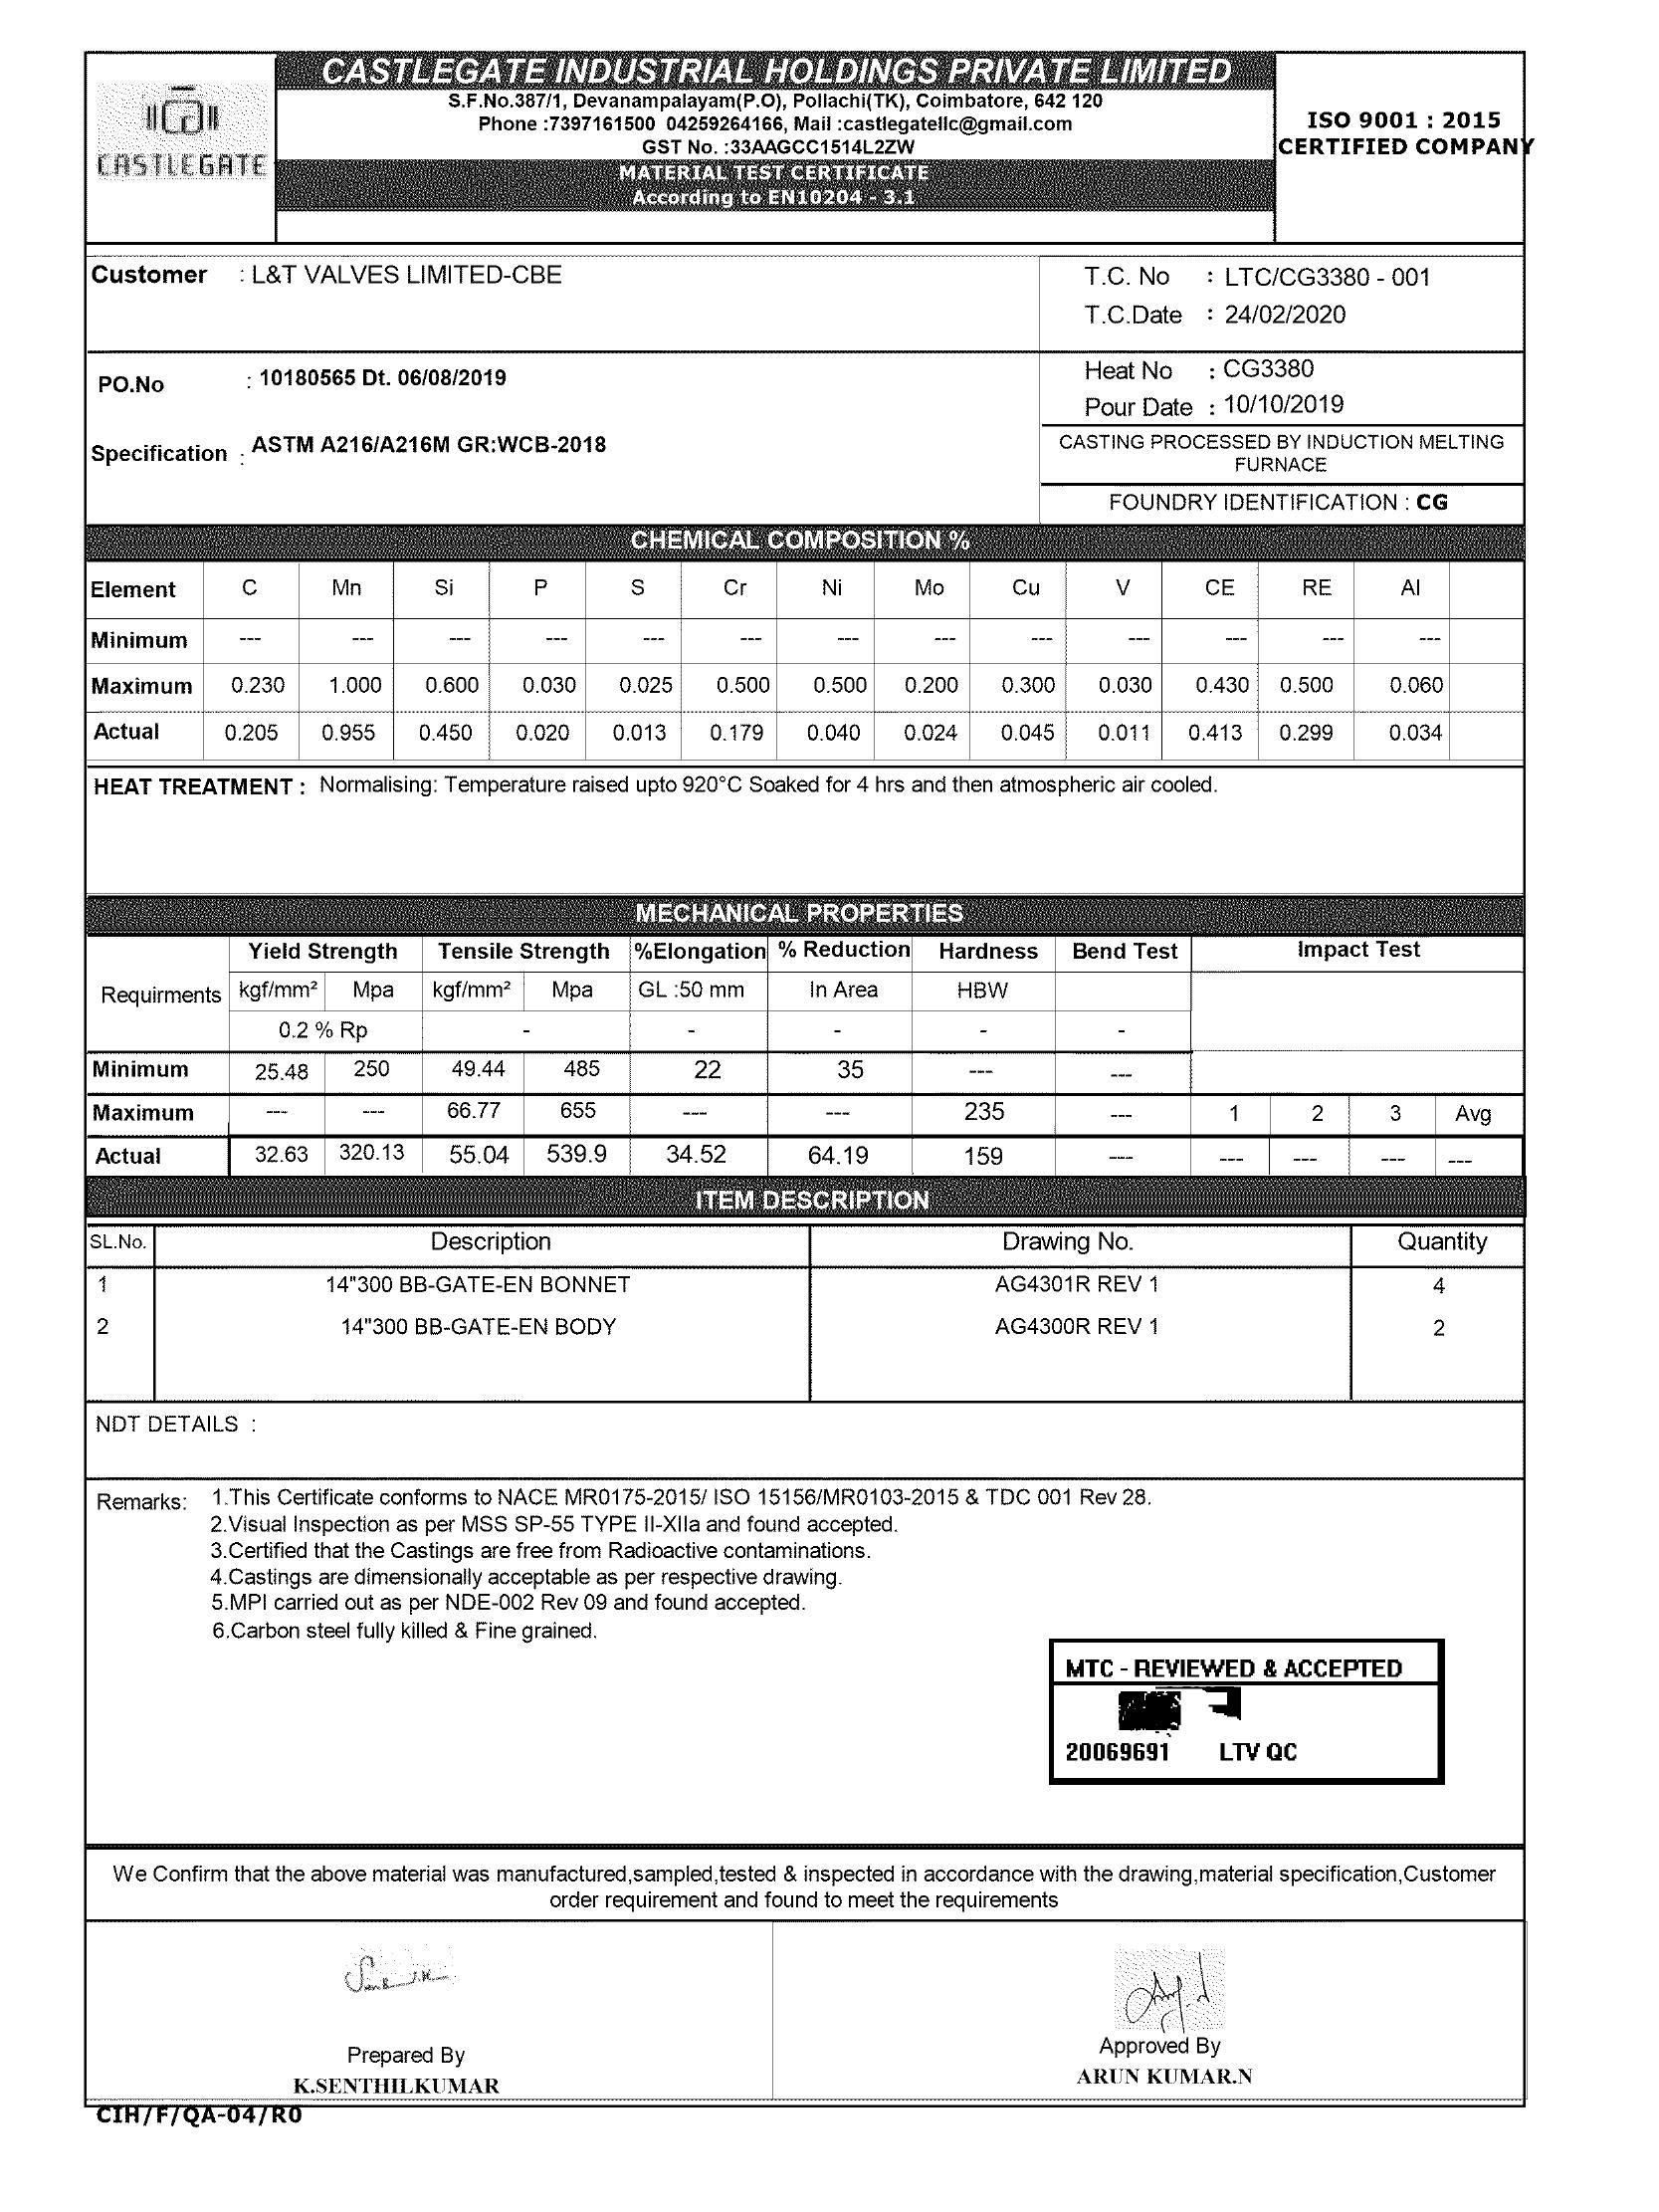 CASTLEGATE
CASTLEGATE INDUSTRIAL HOLDINGS PRIVATE LIMITED
S.F.No.387/1, Devanampalayam(P.O), Pollachi(TK), Coimbatore, 642 120
Phone :7397161500  04259264166, Mail :castlegatellc@gmail.com
GST No. :33AAGCC1514L2ZW
MATERIAL TEST CERTIFICATE
According to EN10204 - 3.1
ISO 9001 : 2015
CERTIFIED COMPANY
Customer : L&T VALVES LIMITED-CBE
T.C. No : LTC/CG3380 - 001
T.C.Date : 24/02/2020
PO.No : 10180565 Dt. 06/08/2019
Heat No : CG3380
Pour Date : 10/10/2019
Specification : ASTM A216/A216M GR:WCB-2018
CASTING PROCESSED BY INDUCTION MELTING
FURNACE
FOUNDRY IDENTIFICATION : CG
CHEMICAL COMPOSITION %
Element C Mn Si P S Cr Ni Mo Cu V CE RE Al
Minimum --- --- --- --- --- --- --- --- --- --- --- --- ---
Maximum 0.230 1.000 0.600 0.030 0.025 0.500 0.500 0.200 0.300 0.030 0.430 0.500 0.060
Actual 0.205 0.955 0.450 0.020 0.013 0.179 0.040 0.024 0.045 0.011 0.413 0.299 0.034
HEAT TREATMENT : Normalising: Temperature raised upto 920°C Soaked for 4 hrs and then atmospheric air cooled.
MECHANICAL PROPERTIES
Yield Strength Tensile Strength %Elongation % Reduction Hardness Bend Test Impact Test
Requirments kgf/mm² Mpa kgf/mm² Mpa GL :50 mm In Area HBW
0.2 % Rp - - - - -
Minimum 25.48 250 49.44 485 22 35 --- ---
Maximum --- --- 66.77 655 --- --- 235 --- 1 2 3 Avg
Actual 32.63 320.13 55.04 539.9 34.52 64.19 159 --- --- --- --- ---
ITEM DESCRIPTION
SL.No. Description Drawing No. Quantity
1 14"300 BB-GATE-EN BONNET AG4301R REV 1 4
2 14"300 BB-GATE-EN BODY AG4300R REV 1 2
NDT DETAILS :
Remarks: 1.This Certificate conforms to NACE MR0175-2015/ ISO 15156/MR0103-2015 & TDC 001 Rev 28.
2.Visual Inspection as per MSS SP-55 TYPE II-XIIa and found accepted.
3.Certified that the Castings are free from Radioactive contaminations.
4.Castings are dimensionally acceptable as per respective drawing.
5.MPI carried out as per NDE-002 Rev 09 and found accepted.
6.Carbon steel fully killed & Fine grained.
MTC - REVIEWED & ACCEPTED
20069691 LTV QC
We Confirm that the above material was manufactured,sampled,tested & inspected in accordance with the drawing,material specification,Customer
order requirement and found to meet the requirements
Prepared By
K.SENTHILKUMAR
Approved By
ARUN KUMAR.N
CIH/F/QA-04/R0